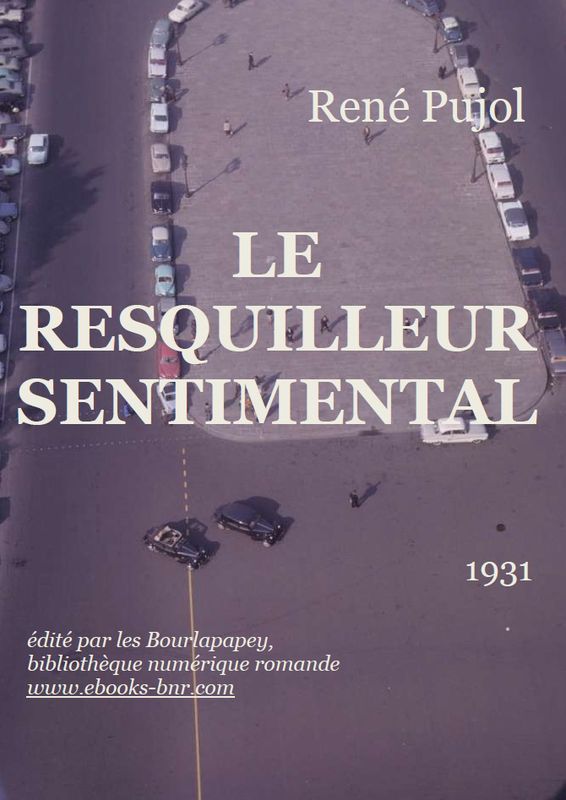 René Pujol
LE
RESQUILLEUR
SENTIMENTAL
1931
édité par les Bourlapapey,
bibliothèque numérique romande
www.ebooks-bnr.com